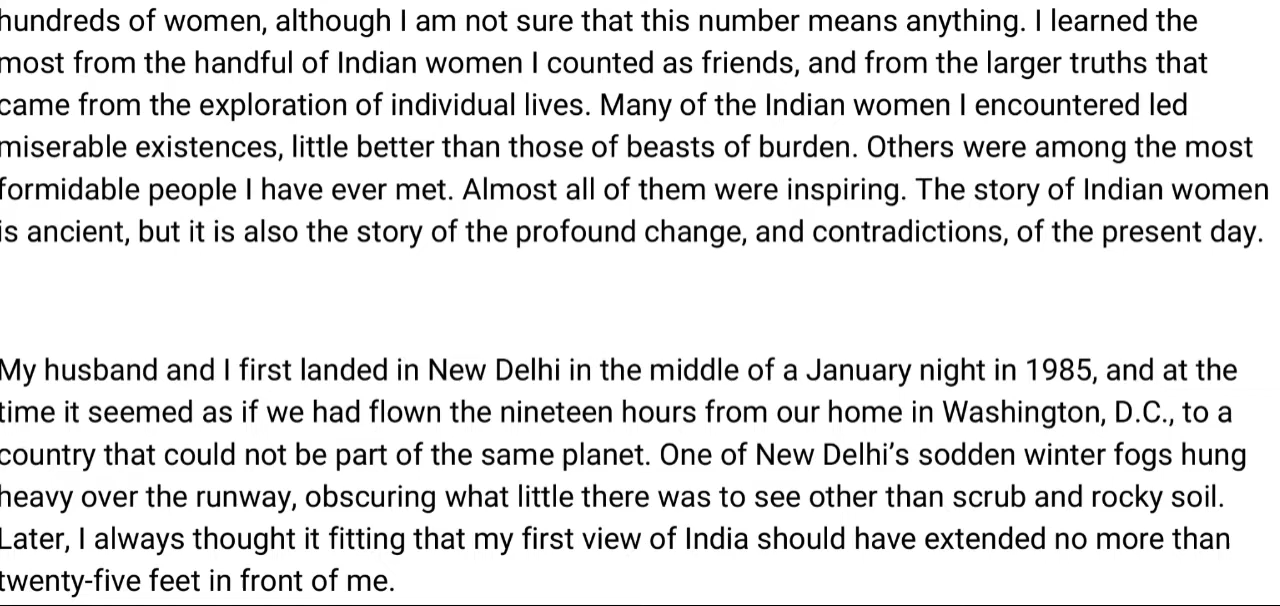 hundreds of women, although I am not sure that this number means anything. I learned the
most from the handful of Indian women I counted as friends, and from the larger truths that
came from the exploration of individual lives. Many of the Indian women I encountered led
miserable existences, little better than those of beasts of burden. Others were among the most
formidable people I have ever met. Almost all of them were inspiring. The story of Indian women
is ancient, but it is also the story of the profound change, and contradictions, of the present day.
My husband and I first landed in New Delhi in the middle of a January night in 1985, and at the
time it seemed as if we had flown the nineteen hours from our home in Washington, D.C., to a
country that could not be part of the same planet. One of New Delhi’s sodden winter fogs hung
heavy over the runway, obscuring what little there was to see other than scrub and rocky soil.
Later, I always thought it fitting that my first view of India should have extended no more than
twenty-five feet in front of me.